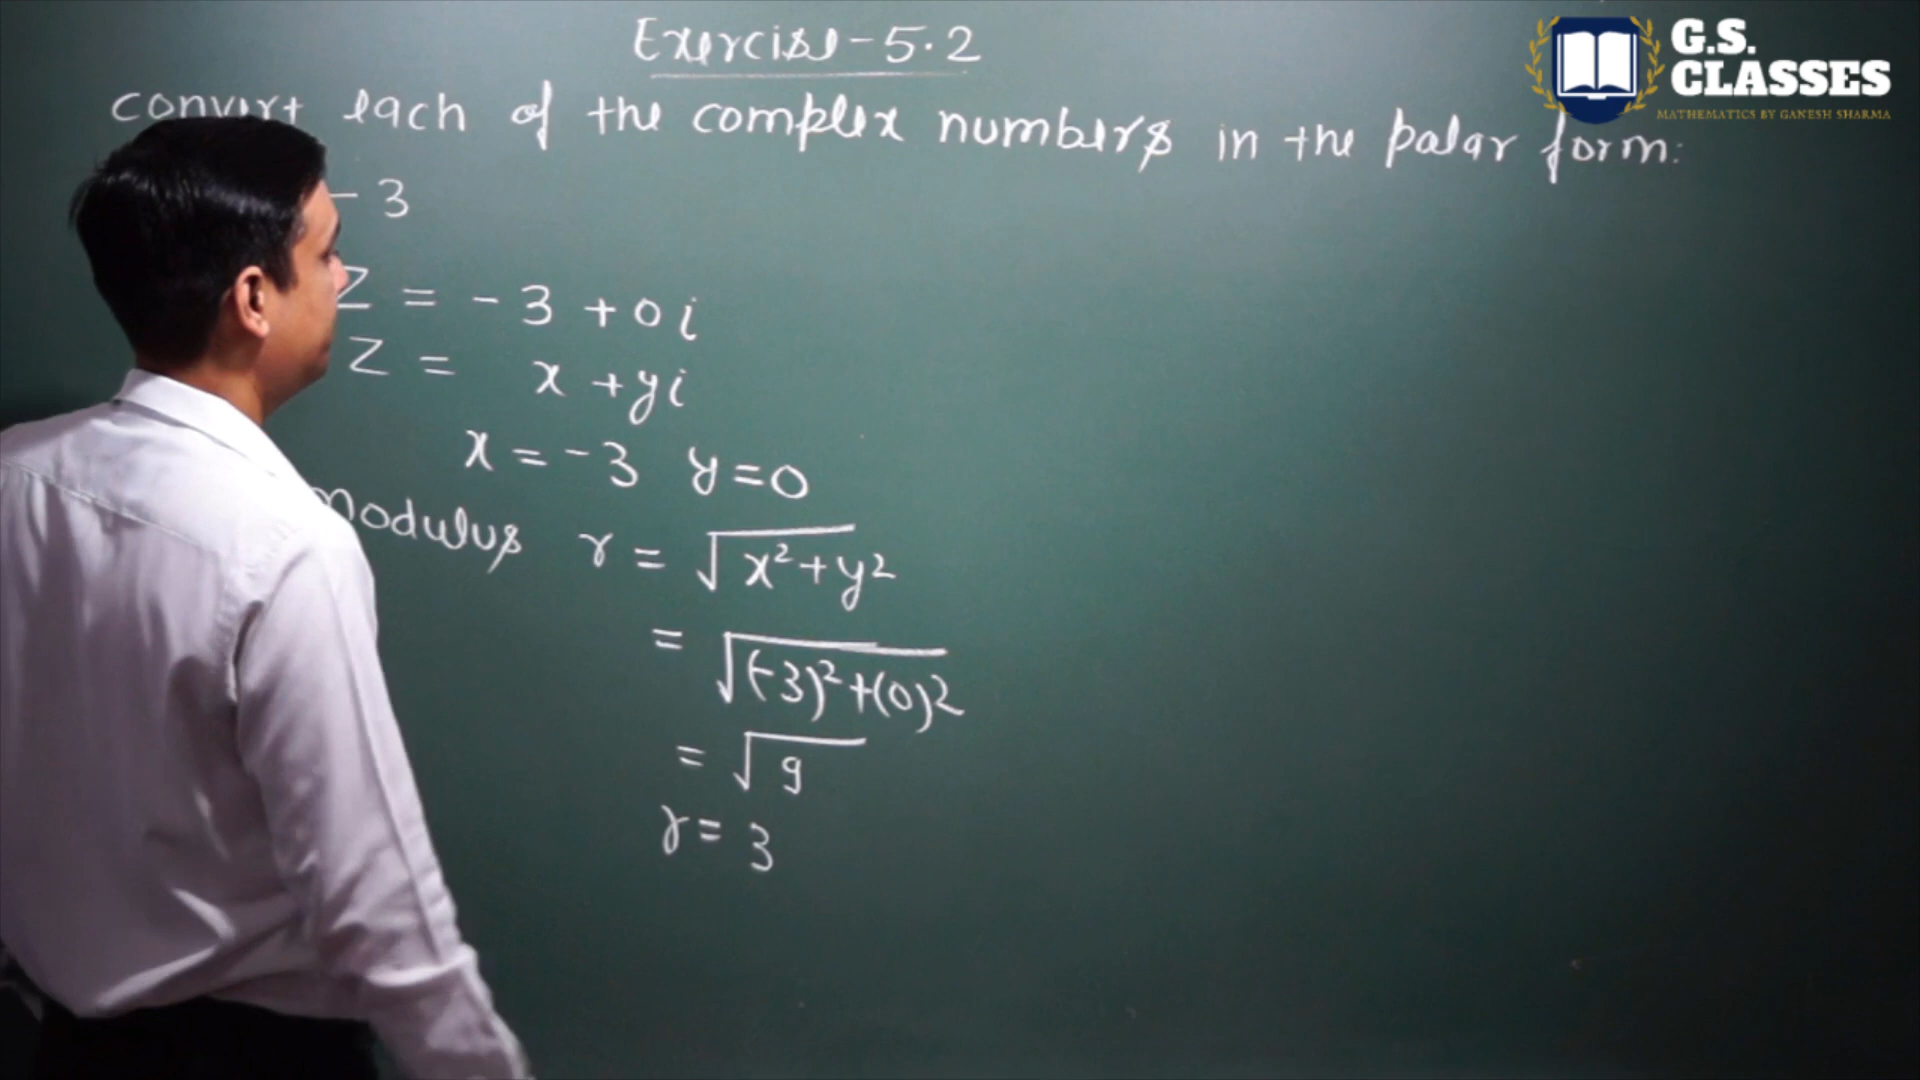 Exercise-5.2
convert each of the complex numbers in the polar form:
-3
Z = -3 + 0i
Z = x + yi
x = -3 y = 0
modulus r = √x²+y²
= √(-3)²+(0)²
= √9
r = 3
G.S.
CLASSES
MATHEMATICS BY GANESH SHARMA